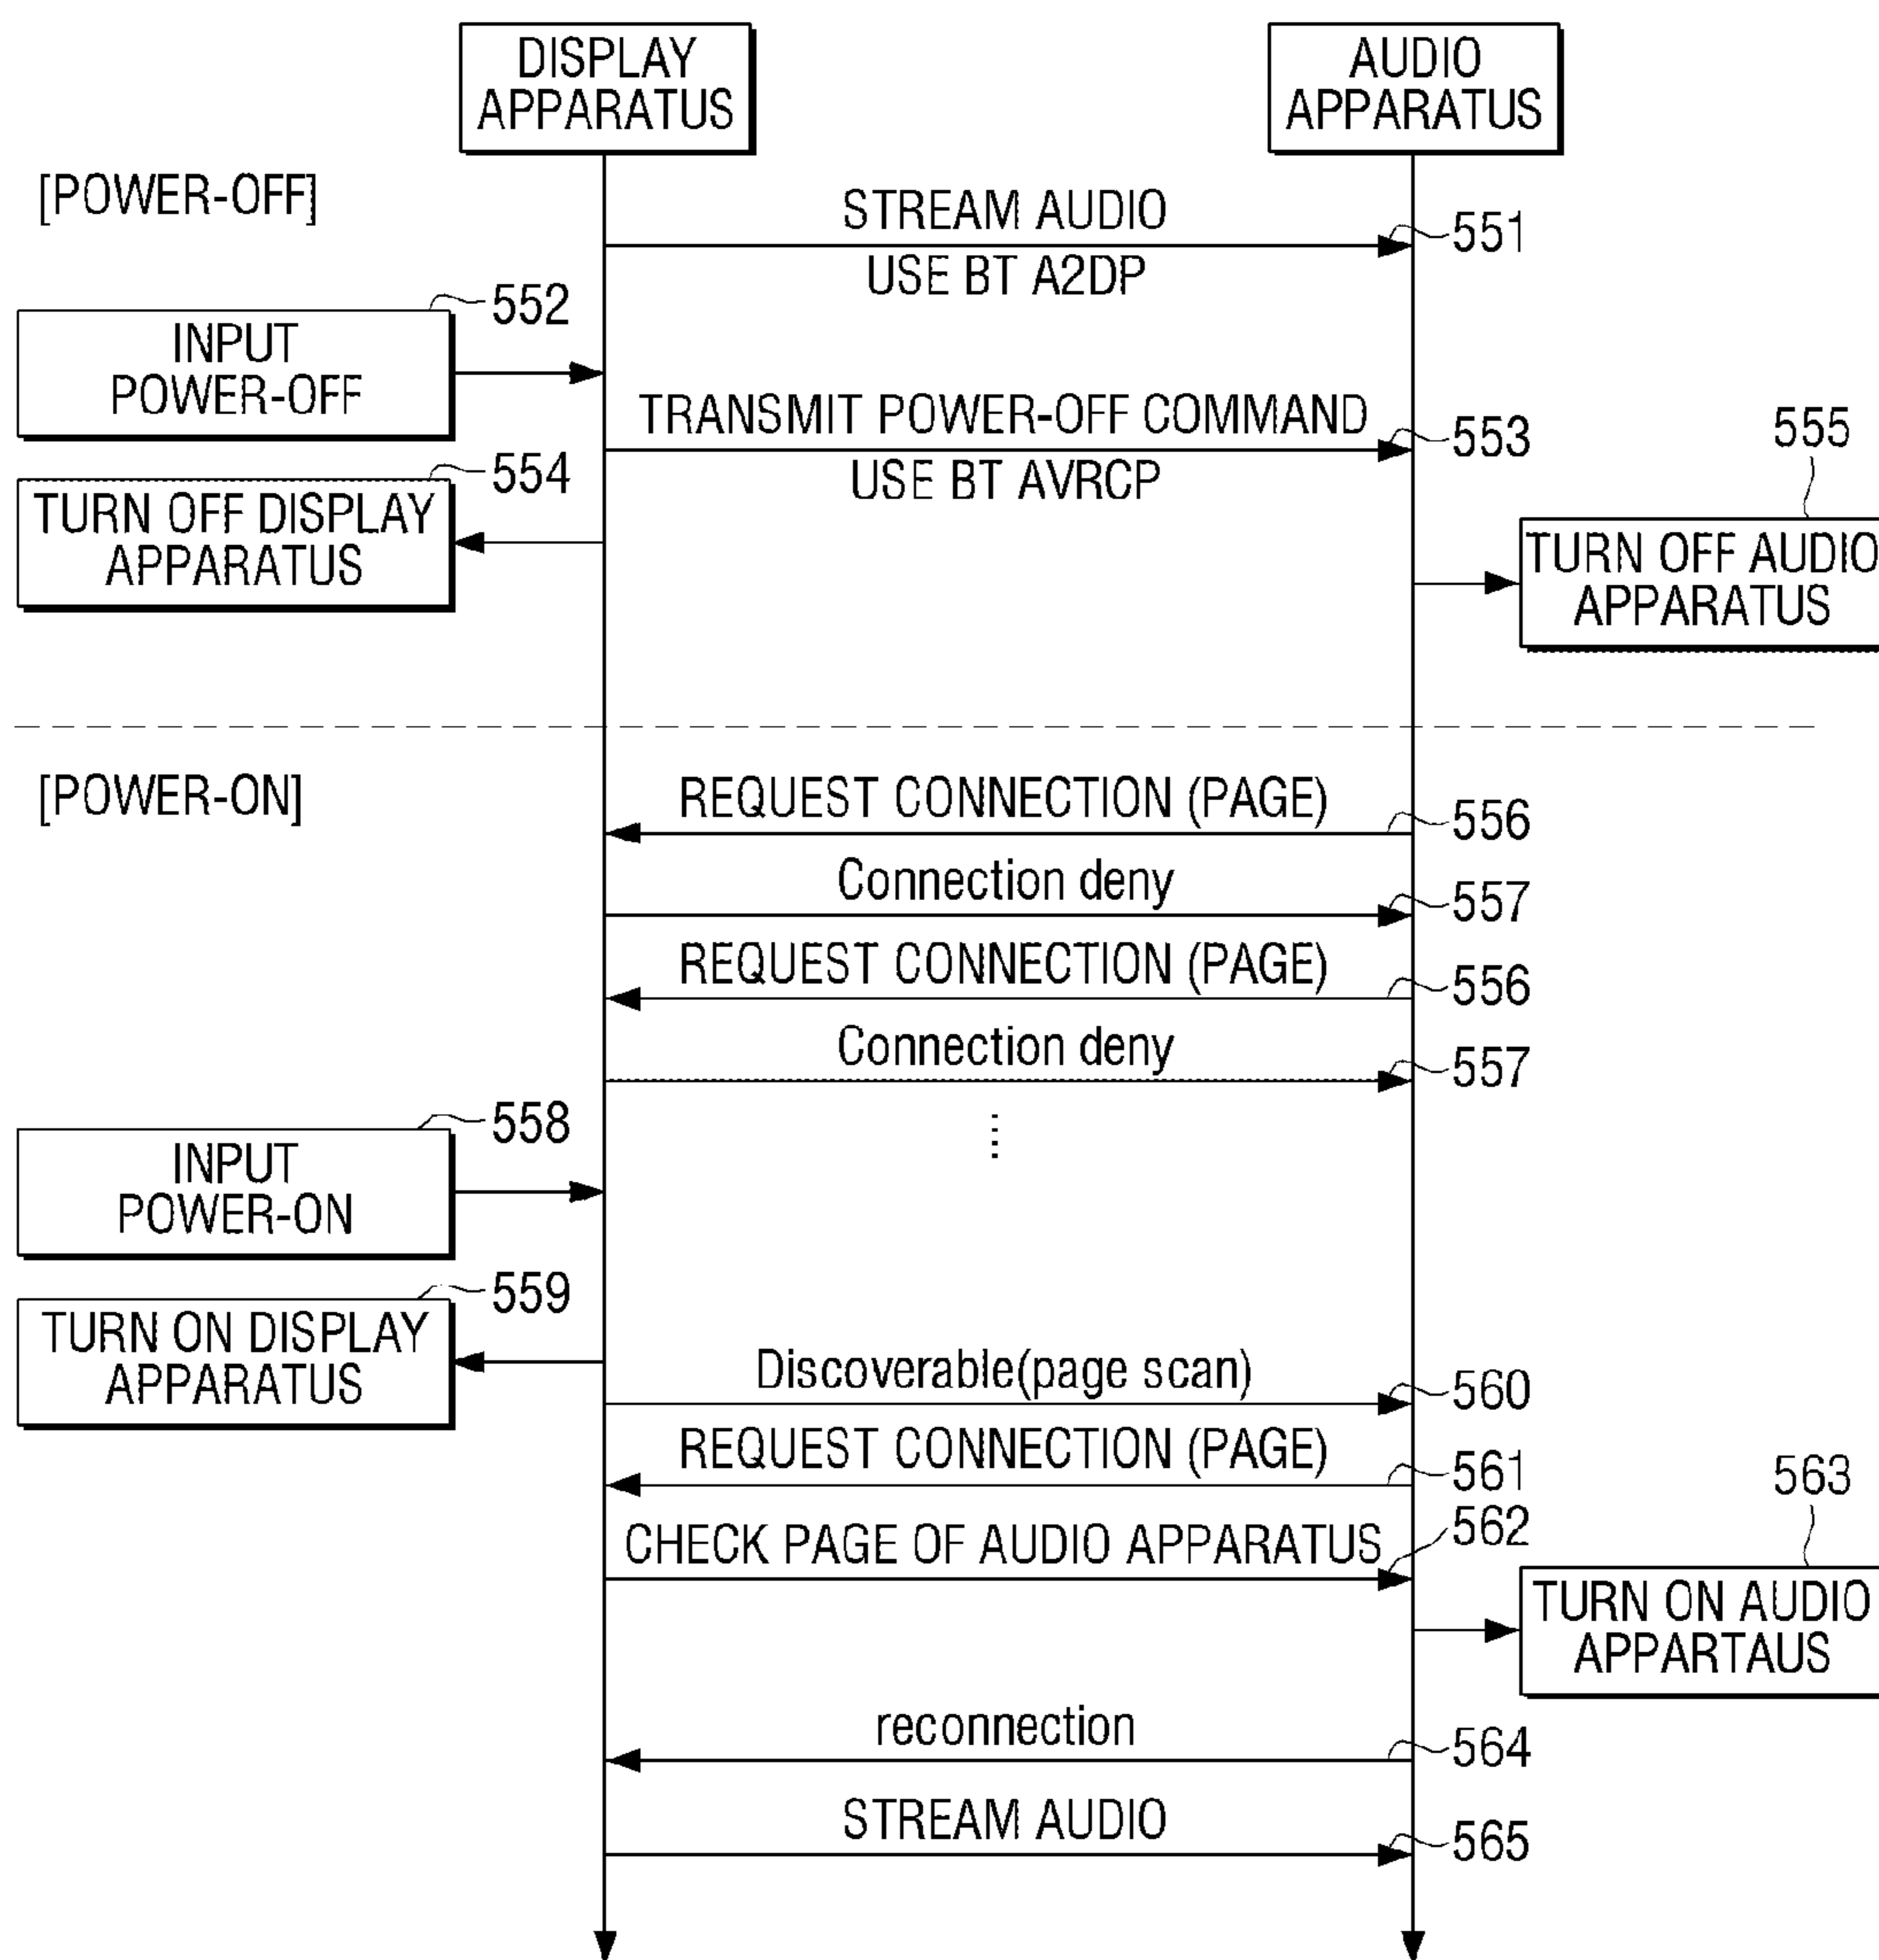 DISPLAY
APPARATUS
AUDIO
APPARATUS
[POWER-OFF]
STREAM AUDIO
551
USE BT A2DP
552
INPUT
POWER-OFF
TRANSMIT POWER-OFF COMMAND
553
USE BT AVRCP
554
TURN OFF DISPLAY
APPARATUS
555
TURN OFF AUDIO
APPARATUS
[POWER-ON]
REQUEST CONNECTION (PAGE)
556
Connection deny
557
REQUEST CONNECTION (PAGE)
556
Connection deny
557
558
INPUT
POWER-ON
559
TURN ON DISPLAY
APPARATUS
Discoverable(page scan)
560
REQUEST CONNECTION (PAGE)
561
CHECK PAGE OF AUDIO APPARATUS
562
563
TURN ON AUDIO
APPARTAUS
reconnection
564
STREAM AUDIO
565